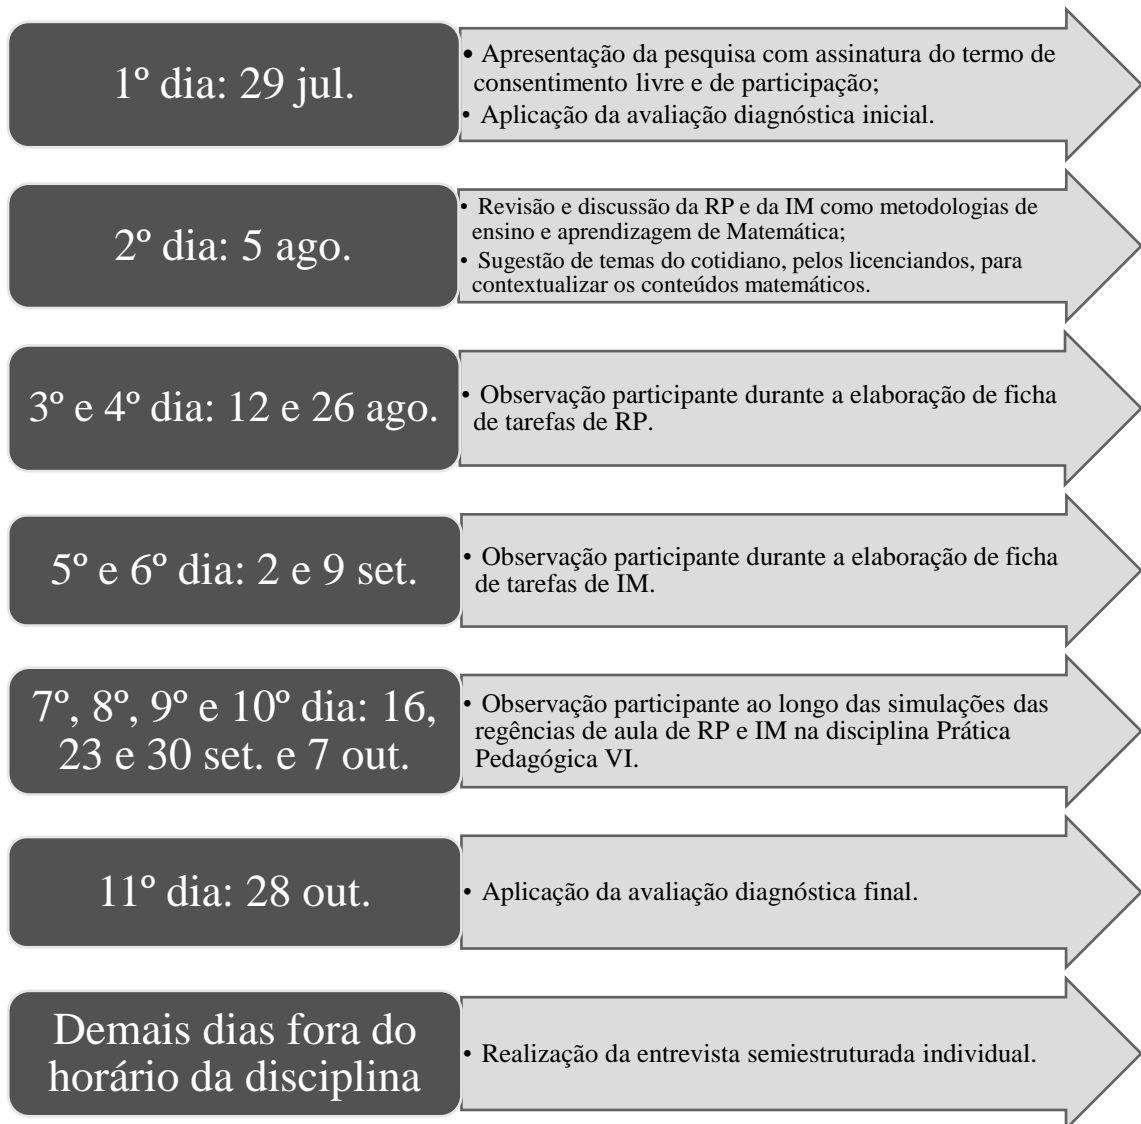 1º dia: 29 jul.
• Apresentação da pesquisa com assinatura do termo de
consentimento livre e de participação;
• Aplicação da avaliação diagnóstica inicial.
2º dia: 5 ago.
• Revisão e discussão da RP e da IM como metodologias de
ensino e aprendizagem de Matemática;
• Sugestão de temas do cotidiano, pelos licenciandos, para
contextualizar os conteúdos matemáticos.
3º e 4º dia: 12 e 26 ago.
• Observação participante durante a elaboração de ficha
de tarefas de RP.
5º e 6º dia: 2 e 9 set.
• Observação participante durante a elaboração de ficha
de tarefas de IM.
7º, 8º, 9º e 10º dia: 16,
23 e 30 set. e 7 out.
• Observação participante ao longo das simulações das
regências de aula de RP e IM na disciplina Prática
Pedagógica VI.
11º dia: 28 out.
• Aplicação da avaliação diagnóstica final.
Demais dias fora do
horário da disciplina
• Realização da entrevista semiestruturada individual.